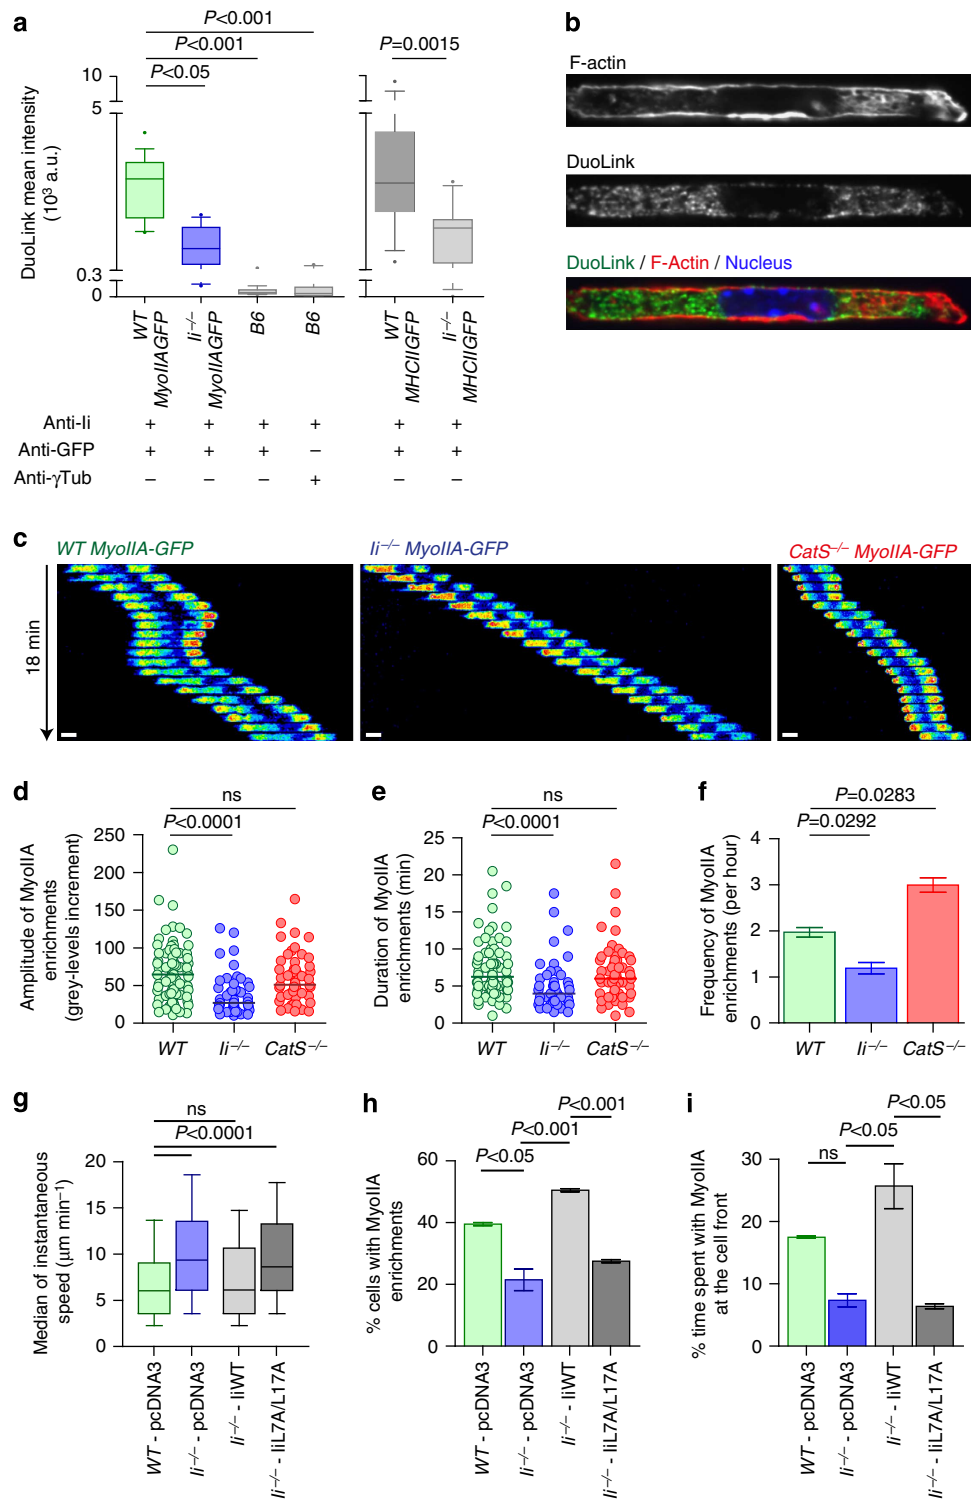 a
P<0.001
P<0.001
P<0.05
P=0.0015
DuoLink mean intensity
(10³ a.u.)
10
5
0.3
0
WT
MyoIIAGFP
Ii–/–
MyoIIAGFP
B6
B6
WT
MHCIIGFP
Ii–/–
MHCIIGFP
Anti-Ii + + + + + +
Anti-GFP + + + – + +
Anti-γTub – – – + – –
b
F-actin
DuoLink
DuoLink / F-Actin / Nucleus
c
WT MyoIIA-GFP
Ii–/– MyoIIA-GFP
CatS–/– MyoIIA-GFP
18 min
d
ns
P<0.0001
Amplitude of MyoIIA
enrichments
(grey-levels increment)
250
200
150
100
50
0
WT Ii–/– CatS–/–
e
ns
P<0.0001
Duration of MyoIIA
enrichments (min)
25
20
15
10
5
0
WT Ii–/– CatS–/–
f
P=0.0283
P=0.0292
Frequency of MyoIIA
enrichments (per hour)
4
3
2
1
0
WT Ii–/– CatS–/–
g
ns
P<0.0001
Median of instantaneous
speed (µm min–1)
20
15
10
5
0
WT - pcDNA3
Ii–/– - pcDNA3
Ii–/– - IiWT
Ii–/– - IiL7A/L17A
h
P<0.001
P<0.001
P<0.05
% cells with MyoIIA
enrichments
60
40
20
0
WT - pcDNA3
Ii–/– - pcDNA3
Ii–/– - IiWT
Ii–/– - IiL7A/L17A
i
P<0.05
P<0.05
ns
% time spent with MyoIIA
at the cell front
30
20
10
0
WT - pcDNA3
Ii–/– - pcDNA3
Ii–/– - IiWT
Ii–/– - IiL7A/L17A